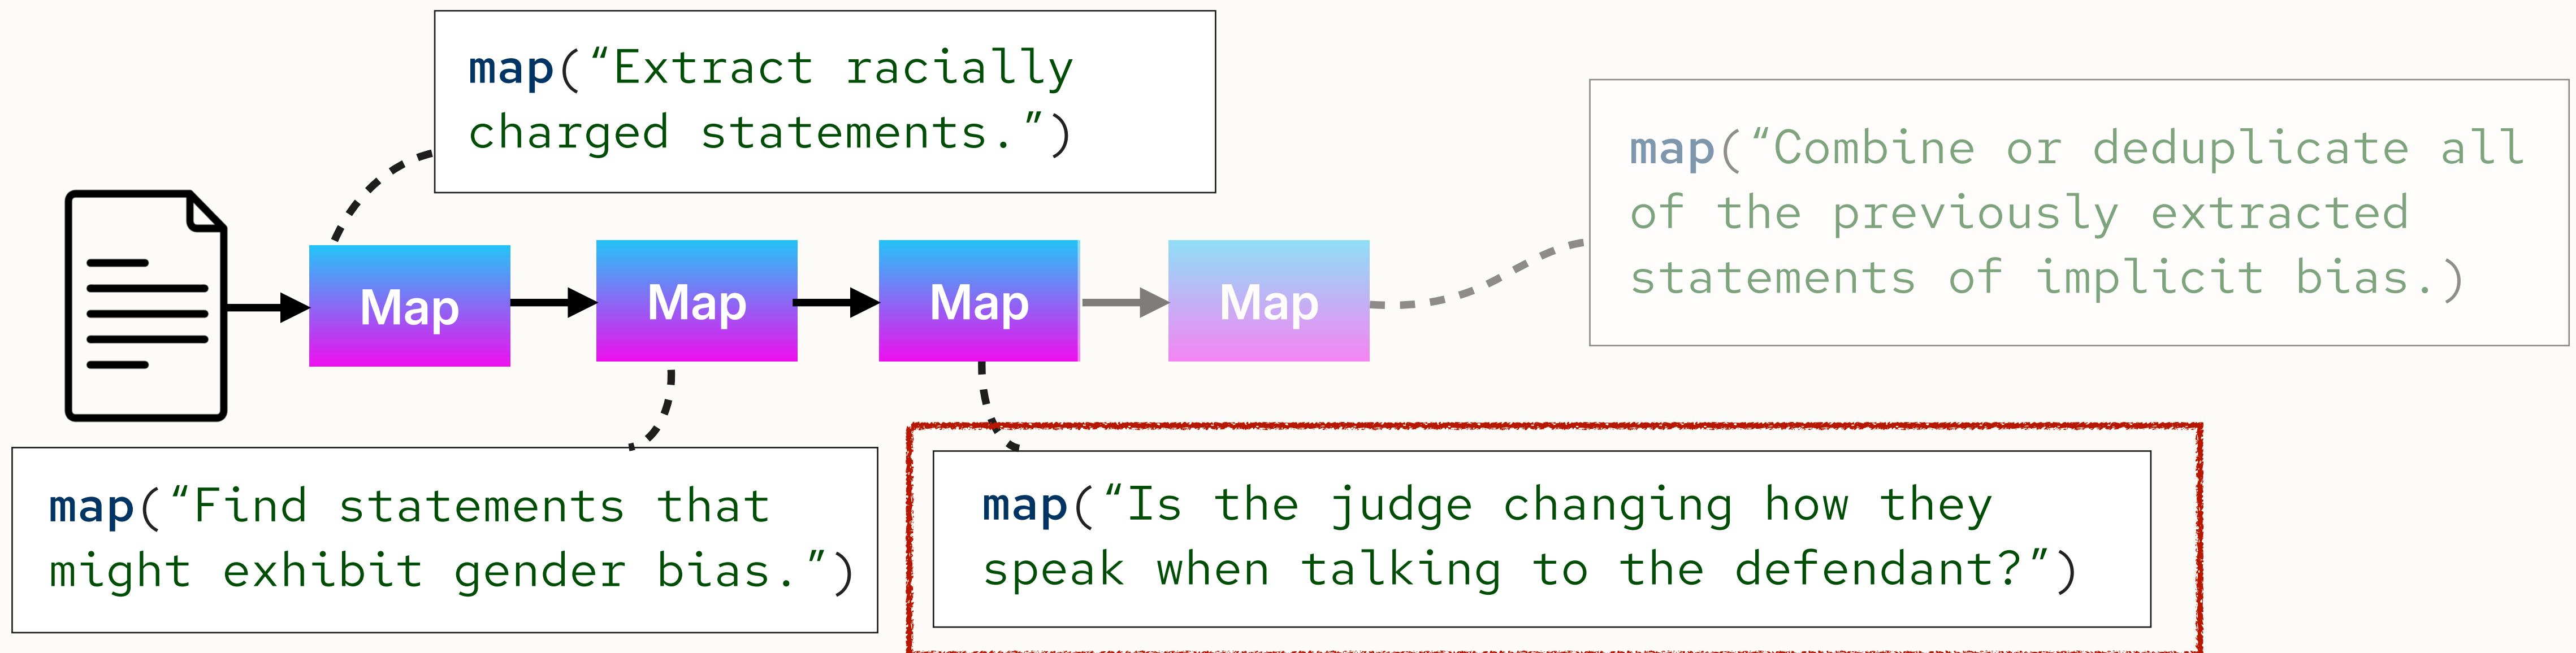 map(“Extract racially
charged statements.”)
map(“Combine or deduplicate all
of the previously extracted
statements of implicit bias.)
Map
Map
Map
Map
map(“Find statements that
might exhibit gender bias.”)
map(“Is the judge changing how they
speak when talking to the defendant?”)